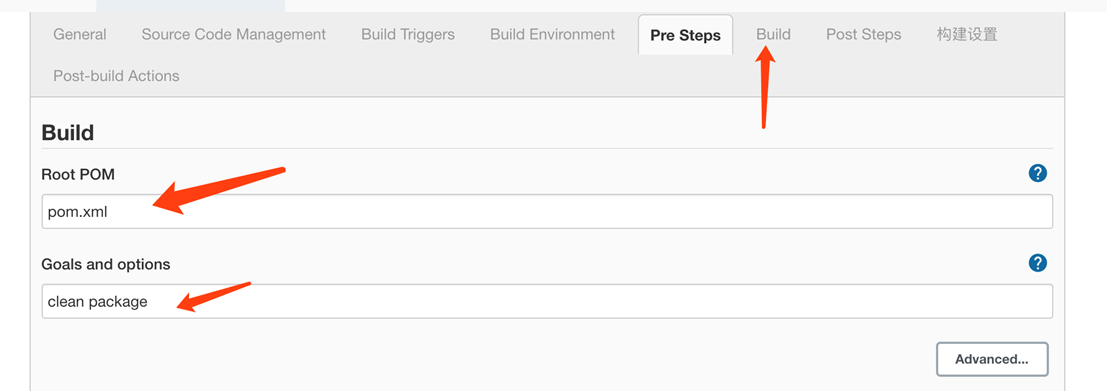 General Source Code Management Build Triggers Build Environment Pre Steps Build Post Steps 构建设置
Post-build Actions
Build
Root POM ?
pom.xml
Goals and options ?
clean package
Advanced...